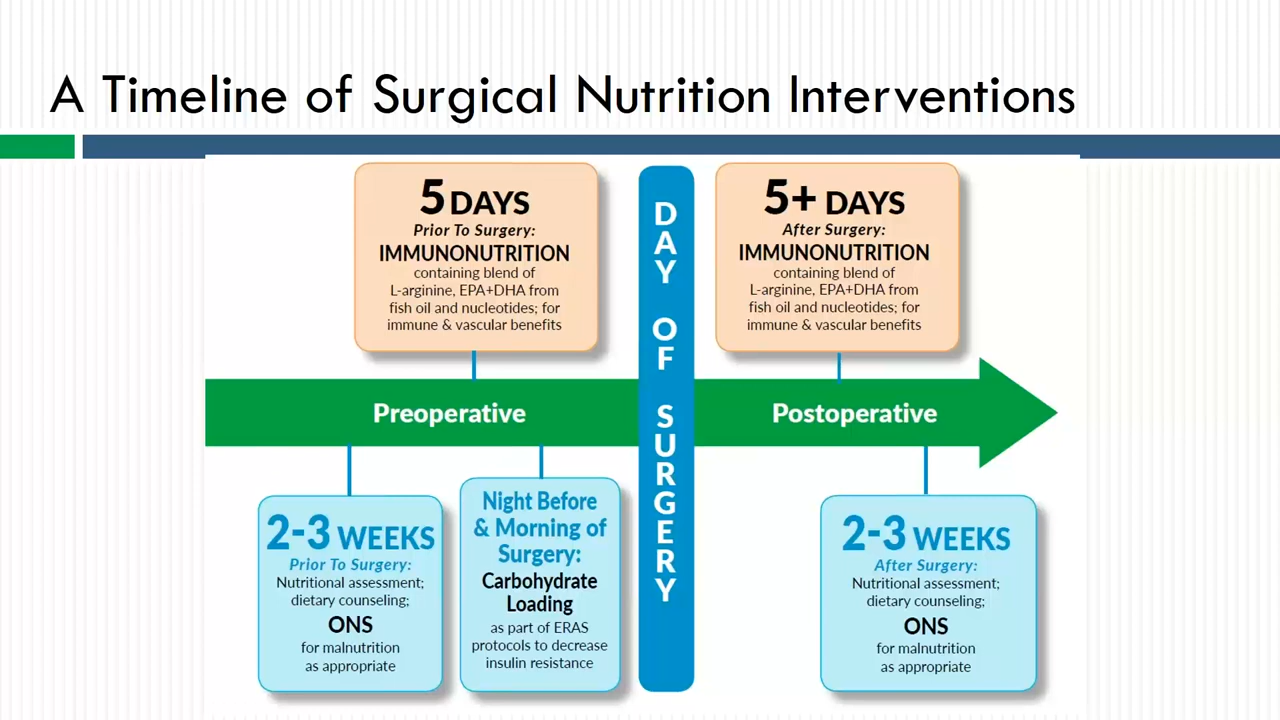 A Timeline of Surgical Nutrition Interventions
5 DAYS
Prior To Surgery:
IMMUNONUTRITION
containing blend of
L-arginine, EPA+DHA from
fish oil and nucleotides; for
immune & vascular benefits
DAY OF SURGERY
5+ DAYS
After Surgery:
IMMUNONUTRITION
containing blend of
L-arginine, EPA+DHA from
fish oil and nucleotides; for
immune & vascular benefits
Preoperative
Postoperative
2-3 WEEKS
Prior To Surgery:
Nutritional assessment;
dietary counseling;
ONS
for malnutrition
as appropriate
Night Before
& Morning of
Surgery:
Carbohydrate
Loading
as part of ERAS
protocols to decrease
insulin resistance
2-3 WEEKS
After Surgery:
Nutritional assessment;
dietary counseling;
ONS
for malnutrition
as appropriate